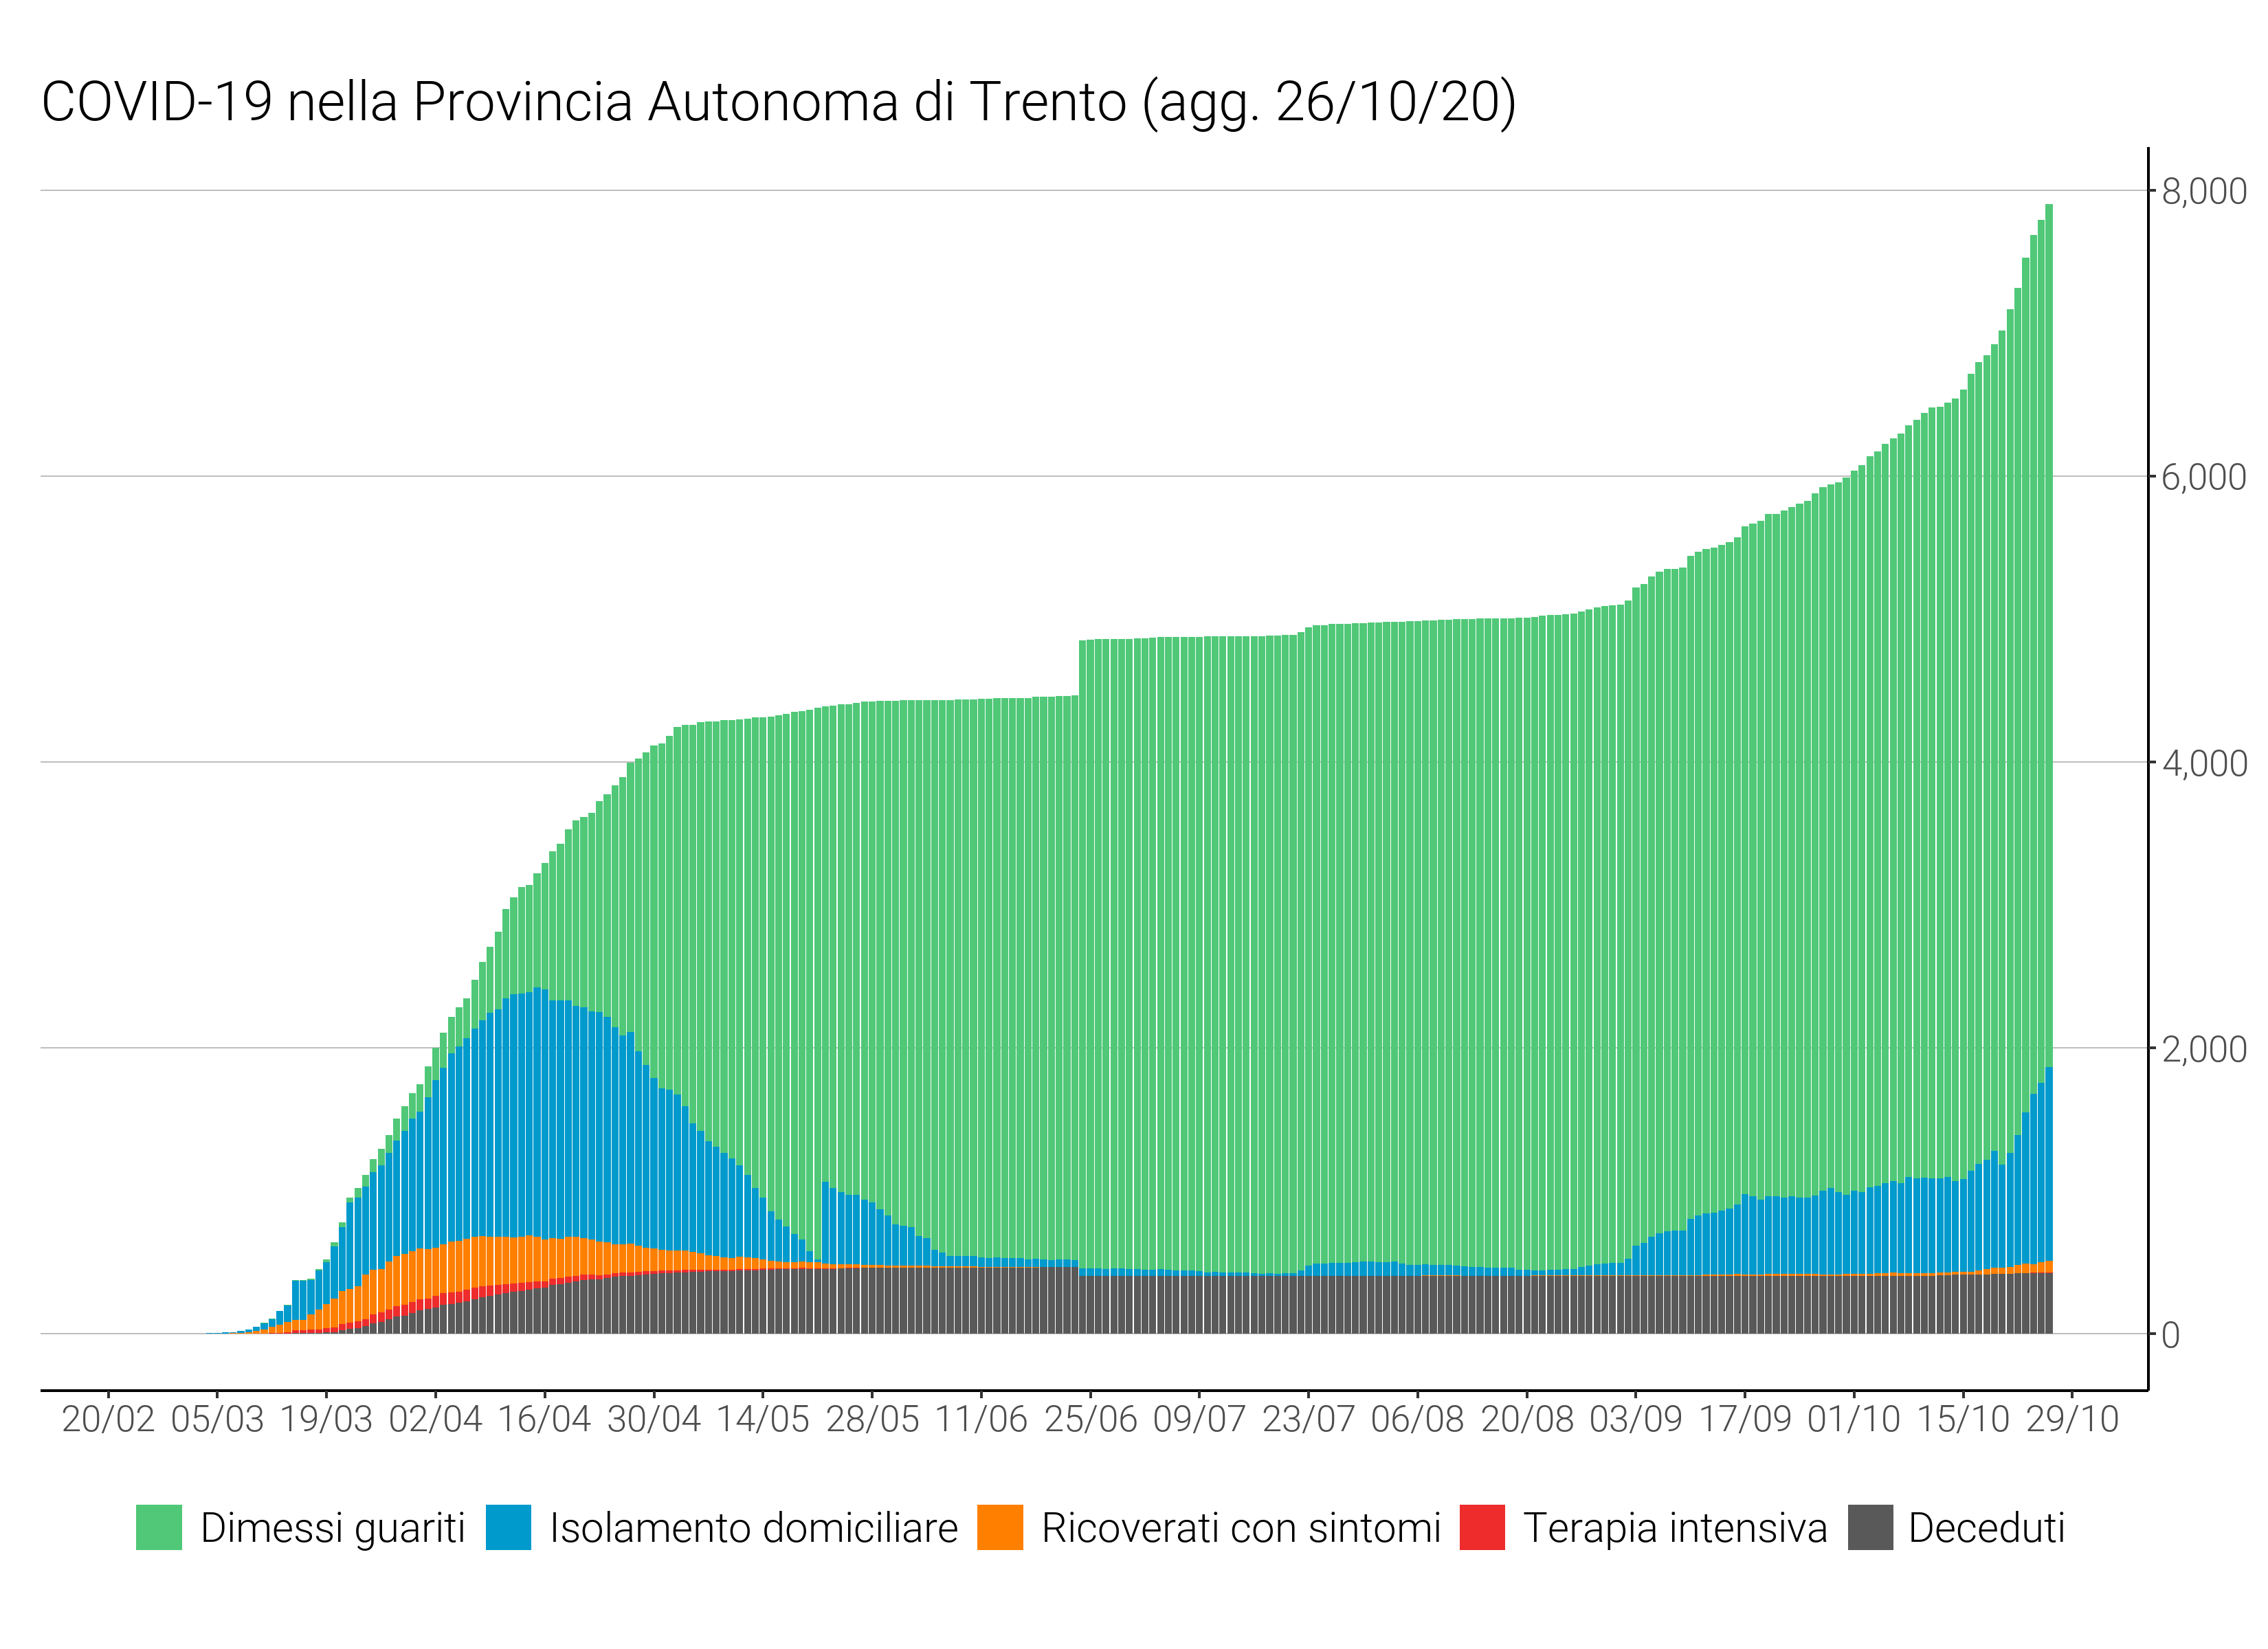 COVID-19 nella Provincia Autonoma di Trento (agg. 26/10/20)
8,000
6,000
4,000
2,000
0
20/02 05/03 19/03 02/04 16/04 30/04 14/05 28/05 11/06 25/06 09/07 23/07 06/08 20/08 03/09 17/09 01/10 15/10 29/10
Dimessi guariti Isolamento domiciliare Ricoverati con sintomi Terapia intensiva Deceduti